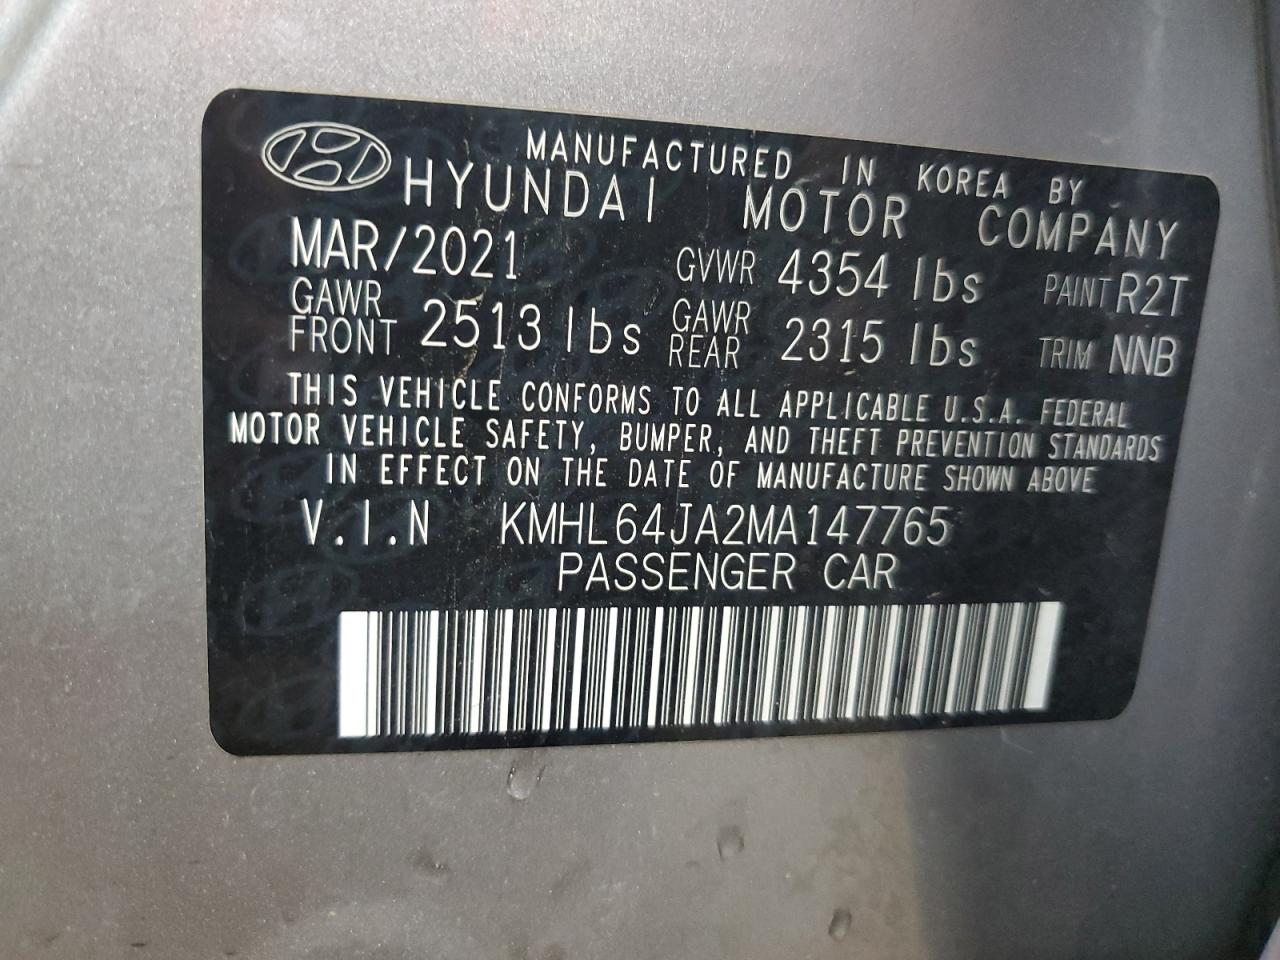 MANUFACTURED IN KOREA BY
HYUNDAI MOTOR COMPANY
MAR/2021 GVWR 4354 lbs PAINT R2T
GAWR FRONT 2513 lbs GAWR REAR 2315 lbs TRIM NNB
THIS VEHICLE CONFORMS TO ALL APPLICABLE U.S.A. FEDERAL
MOTOR VEHICLE SAFETY, BUMPER, AND THEFT PREVENTION STANDARDS
IN EFFECT ON THE DATE OF MANUFACTURE SHOWN ABOVE
V.I.N KMHL64JA2MA147765
PASSENGER CAR